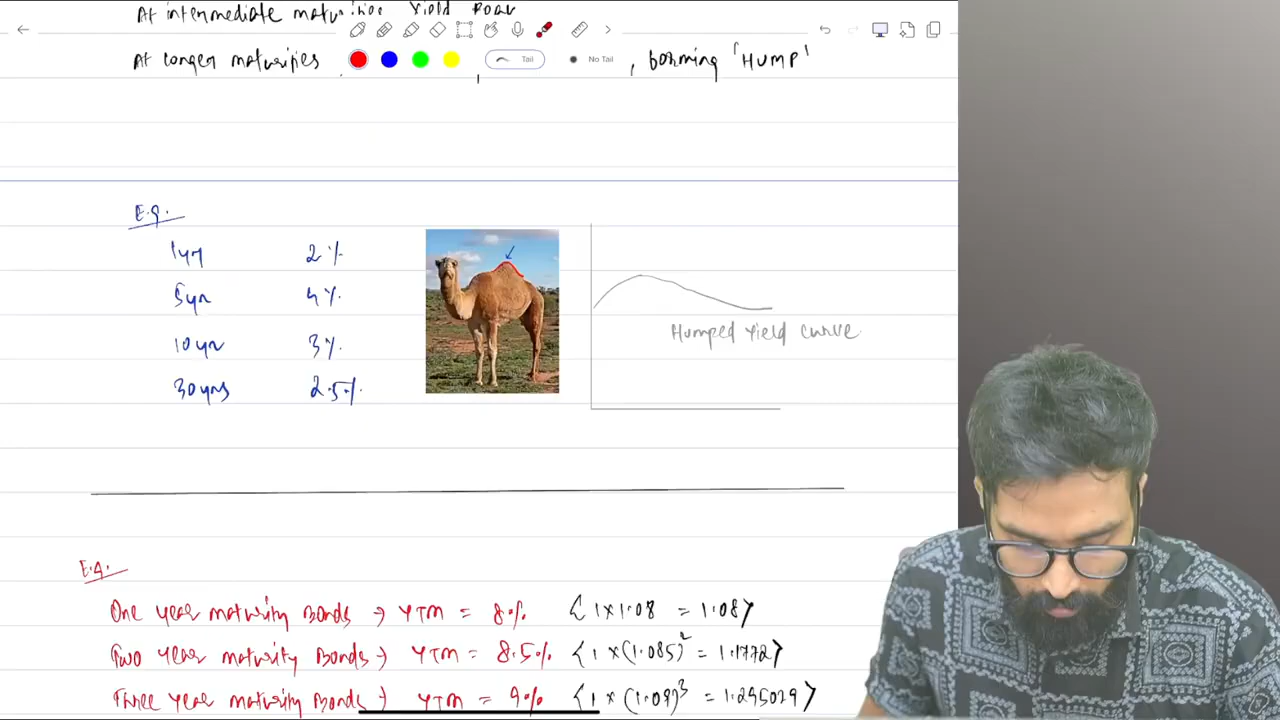 At intermediate maturities yield peak
Tail
No Tail
At longer maturities , forming 'HUMP'
E.g.
1yr 2%
5yr 4%
10yr 3%
30yrs 2.5%
Humped yield curve
E.g.
One year maturity Bonds → YTM = 8% {1×1.08 = 1.08}
Two year maturity Bonds → YTM = 8.5% {1×(1.085)² = 1.1772}
Three year maturity Bonds → YTM = 9% {1×(1.09)³ = 1.295029}